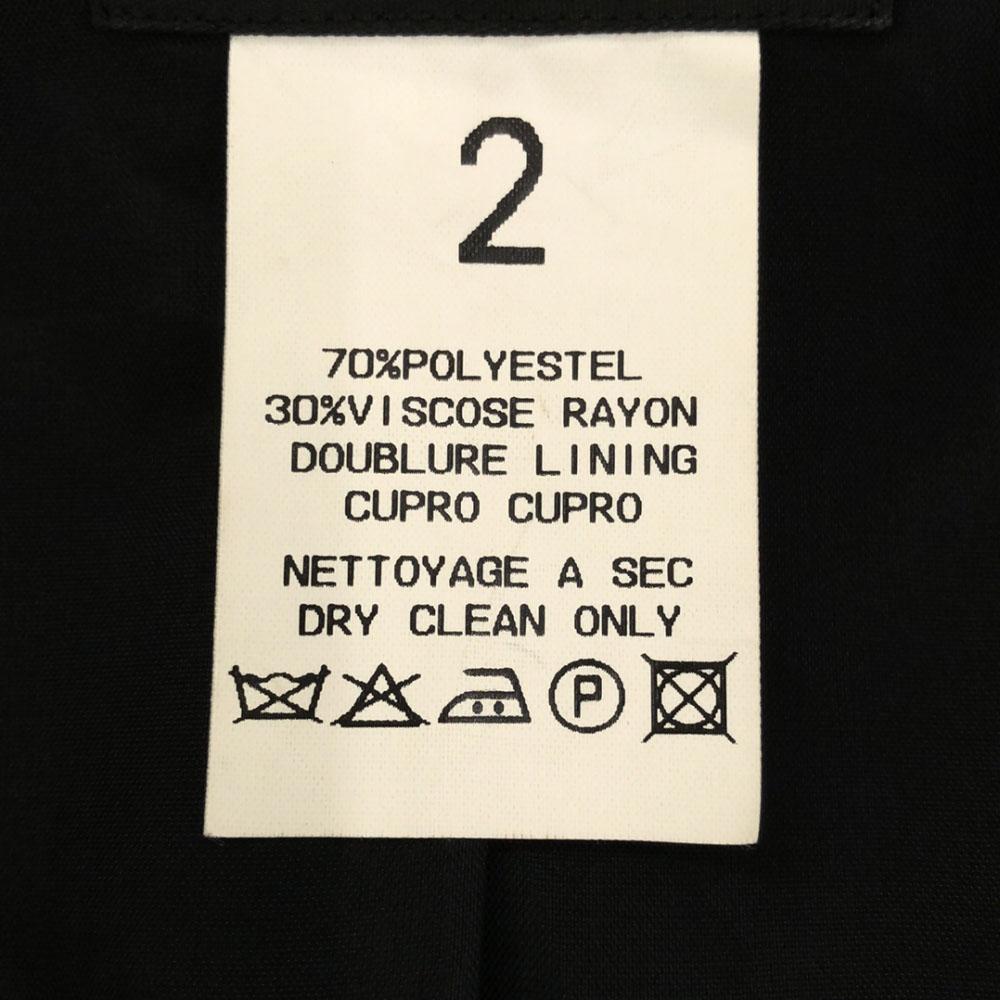 2
70%POLYESTEL
30%VISCOSE RAYON
DOUBLURE LINING
CUPRO CUPRO
NETTOYAGE A SEC
DRY CLEAN ONLY
P